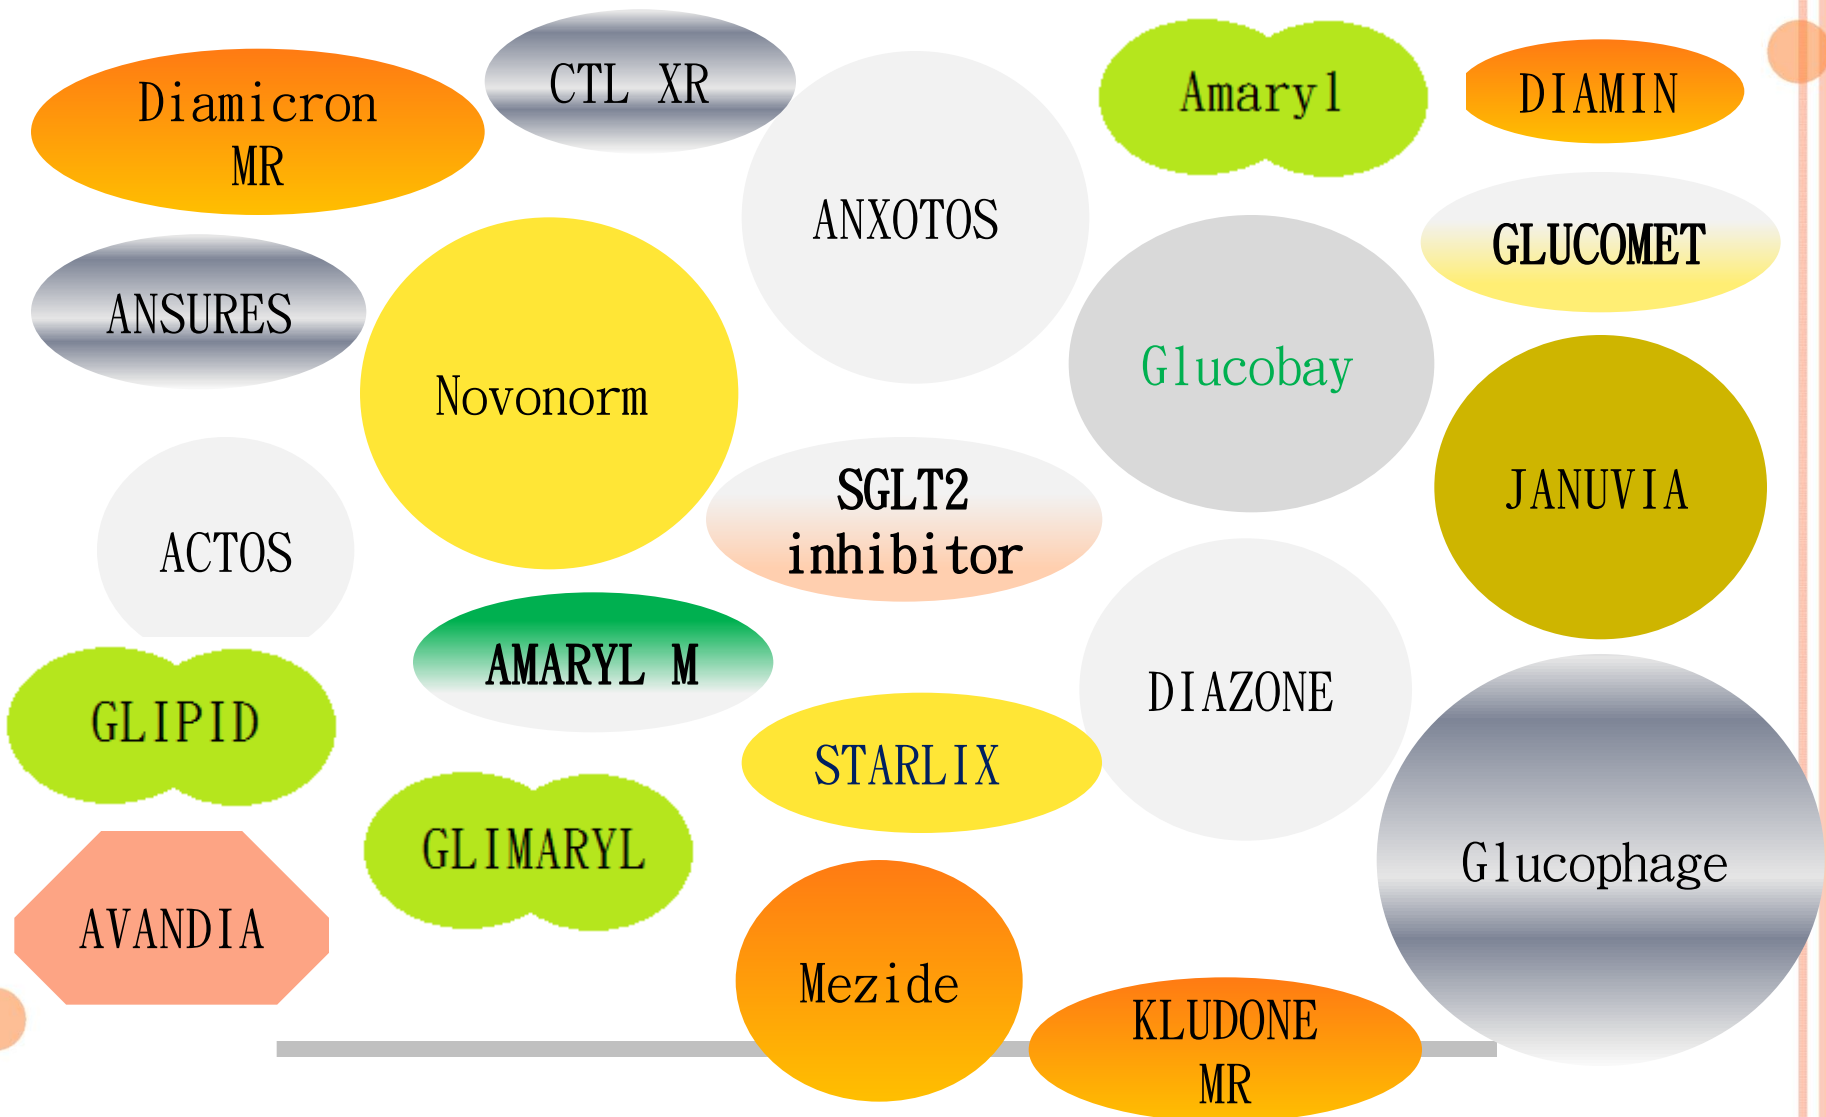 Diamicron
MR
CTL XR
ANXOTOS
Amaryl
DIAMIN
GLUCOMET
ANSURES
Novonorm
Glucobay
JANUVIA
ACTOS
SGLT2
inhibitor
AMARYL M
DIAZONE
GLIPID
STARLIX
GLIMARYL
Glucophage
AVANDIA
Mezide
KLUDONE
MR